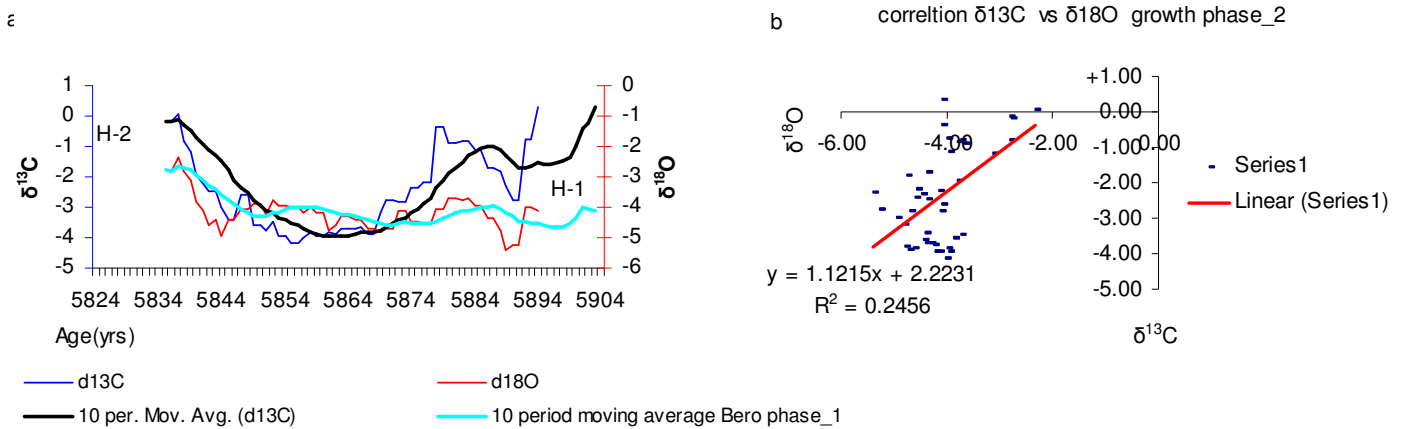 a
1
0
-1
-2
-3
-4
-5
δ13C
H-2
H-1
0
-1
-2
-3
-4
-5
-6
δ18O
5824 5834 5844 5854 5864 5874 5884 5894 5904
Age(yrs)
d13C
d18O
10 per. Mov. Avg. (d13C)
10 period moving average Bero phase_1
b
correltion δ13C vs δ18O growth phase_2
+1.00
0.00
-1.00
-2.00
-3.00
-4.00
-5.00
δ18O
-6.00 -4.00 -2.00 0.00
y = 1.1215x + 2.2231
R2 = 0.2456
δ13C
Series1
Linear (Series1)